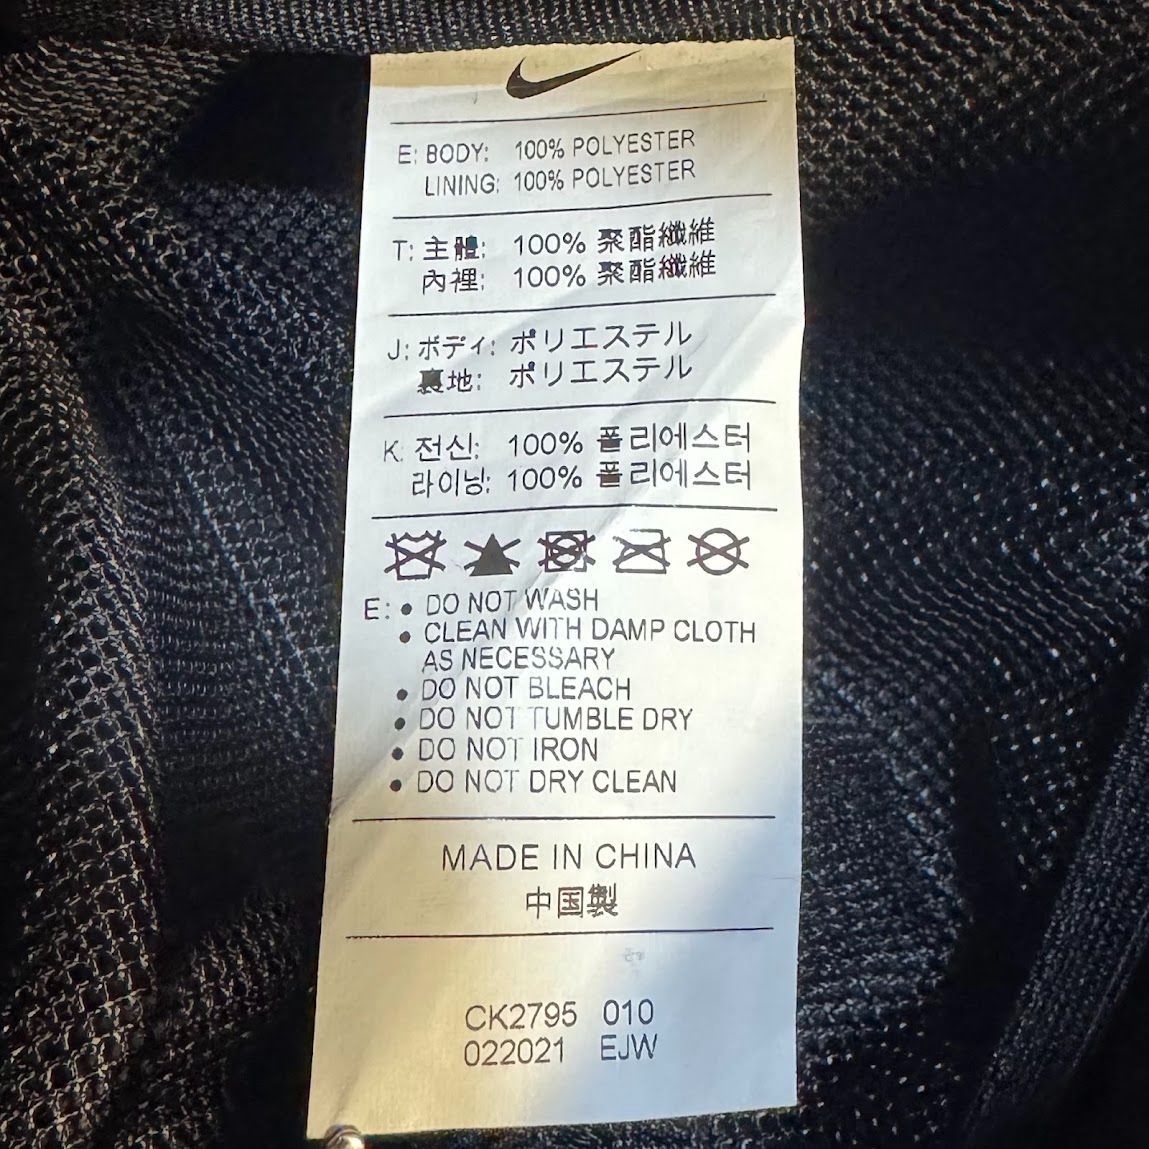 E: BODY: 100% POLYESTER
LINING: 100% POLYESTER
T: 主體: 100% 聚酯纖維
內裡: 100% 聚酯纖維
J: ボディ: ポリエステル
裏地: ポリエステル
K: 전신: 100% 폴리에스터
라이닝: 100% 폴리에스터
E: • DO NOT WASH
• CLEAN WITH DAMP CLOTH
AS NECESSARY
• DO NOT BLEACH
• DO NOT TUMBLE DRY
• DO NOT IRON
• DO NOT DRY CLEAN
MADE IN CHINA
中国製
CK2795 010
022021 EJW